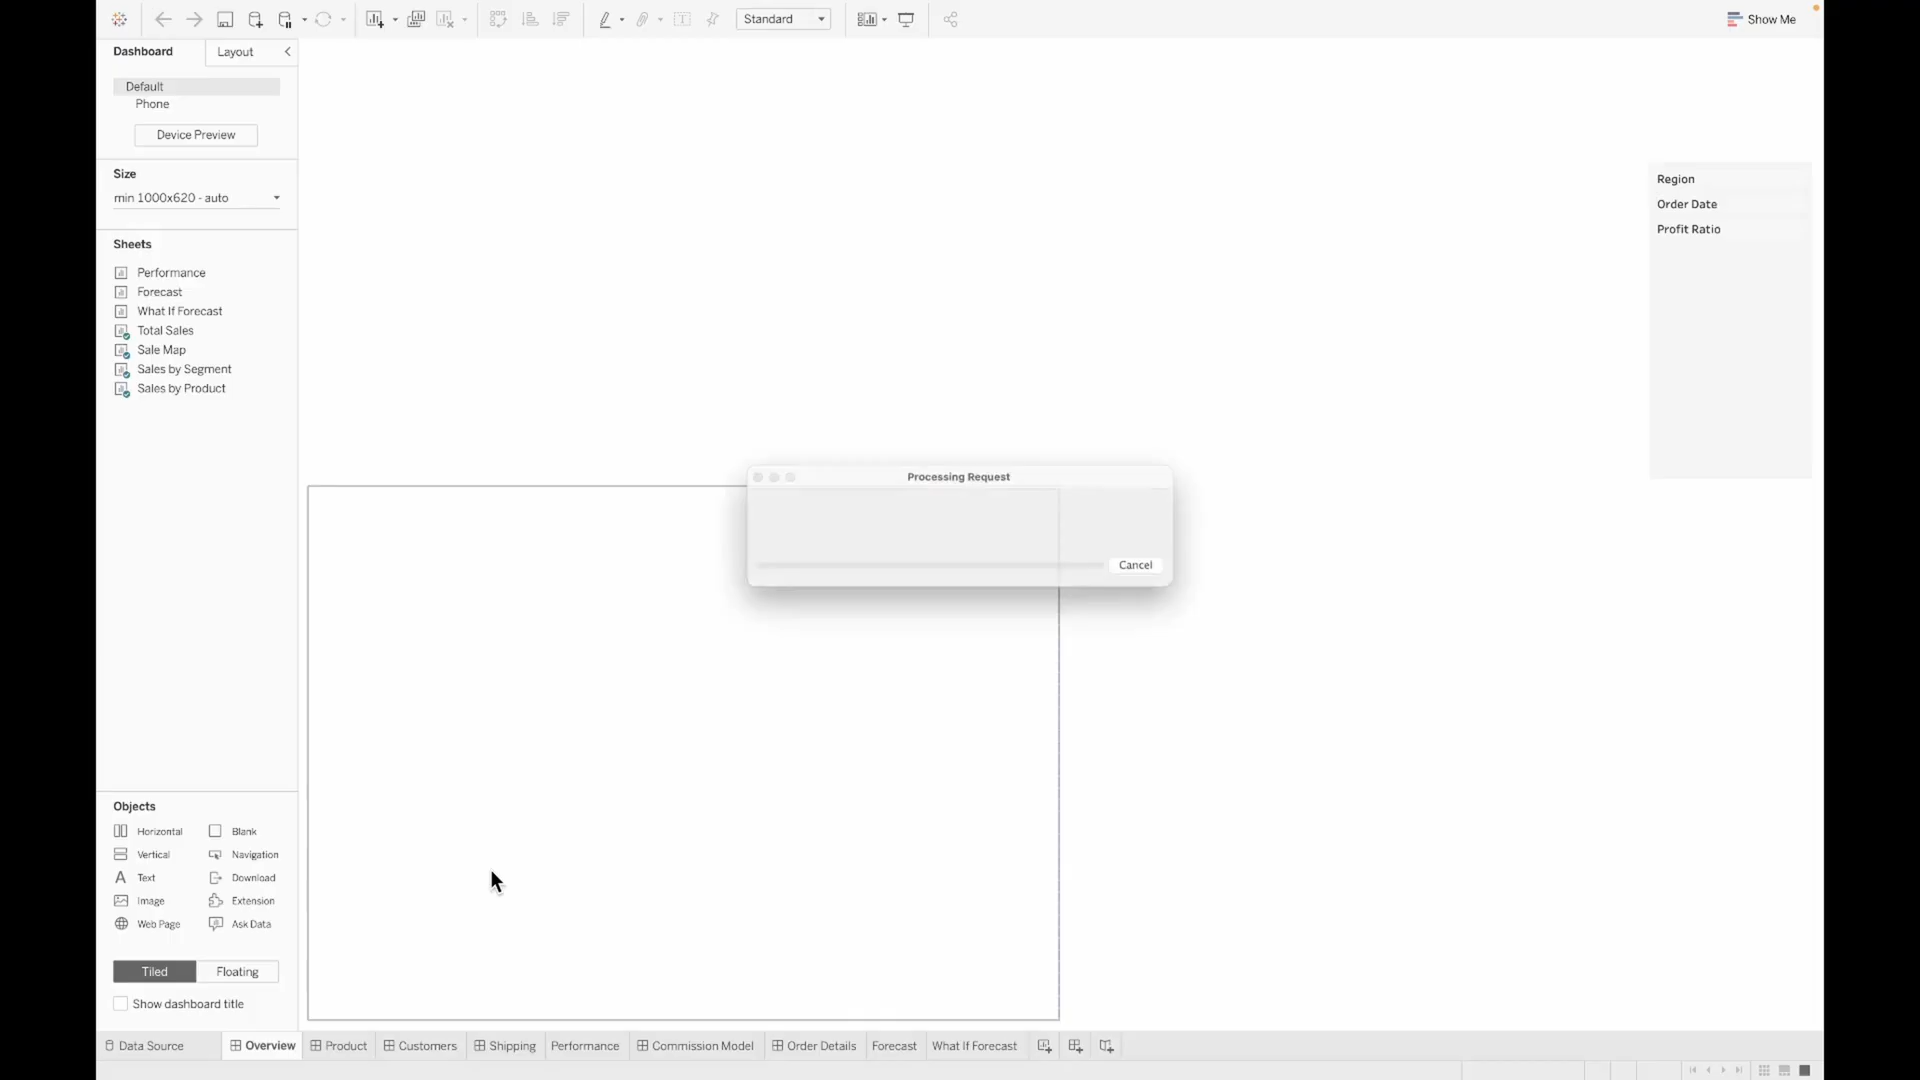 Standard
Show Me
Dashboard
Layout
Default
Phone
Device Preview
Size
min 1000x620 - auto
Sheets
Performance
Forecast
What If Forecast
Total Sales
Sale Map
Sales by Segment
Sales by Product
Region
Order Date
Profit Ratio
Processing Request
Cancel
Objects
Horizontal Blank
Vertical Navigation
Text Download
Image Extension
Web Page Ask Data
Tiled Floating
Show dashboard title
Data Source Overview Product Customers Shipping Performance Commission Model Order Details Forecast What If Forecast